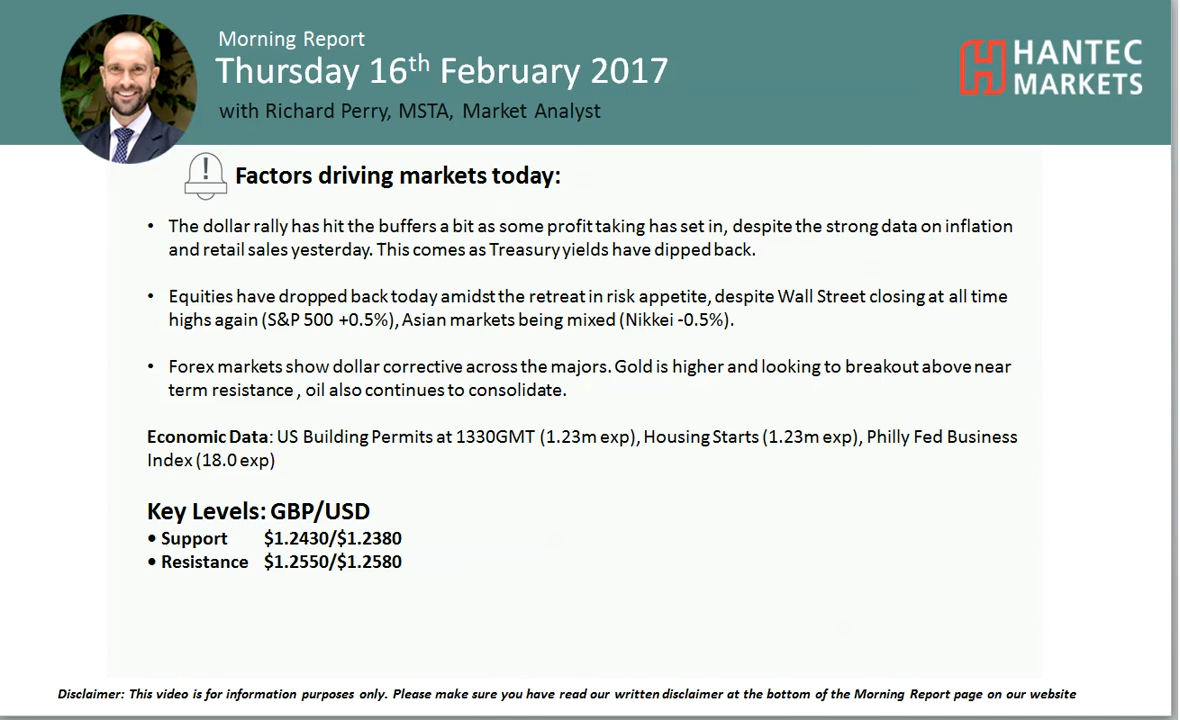 Morning Report
Thursday 16th February 2017
with Richard Perry, MSTA, Market Analyst
HANTEC
MARKETS
Factors driving markets today:
• The dollar rally has hit the buffers a bit as some profit taking has set in, despite the strong data on inflation
and retail sales yesterday. This comes as Treasury yields have dipped back.
• Equities have dropped back today amidst the retreat in risk appetite, despite Wall Street closing at all time
highs again (S&P 500 +0.5%), Asian markets being mixed (Nikkei -0.5%).
• Forex markets show dollar corrective across the majors. Gold is higher and looking to breakout above near
term resistance , oil also continues to consolidate.
Economic Data: US Building Permits at 1330GMT (1.23m exp), Housing Starts (1.23m exp), Philly Fed Business
Index (18.0 exp)
Key Levels: GBP/USD
• Support $1.2430/$1.2380
• Resistance $1.2550/$1.2580
Disclaimer: This video is for information purposes only. Please make sure you have read our written disclaimer at the bottom of the Morning Report page on our website